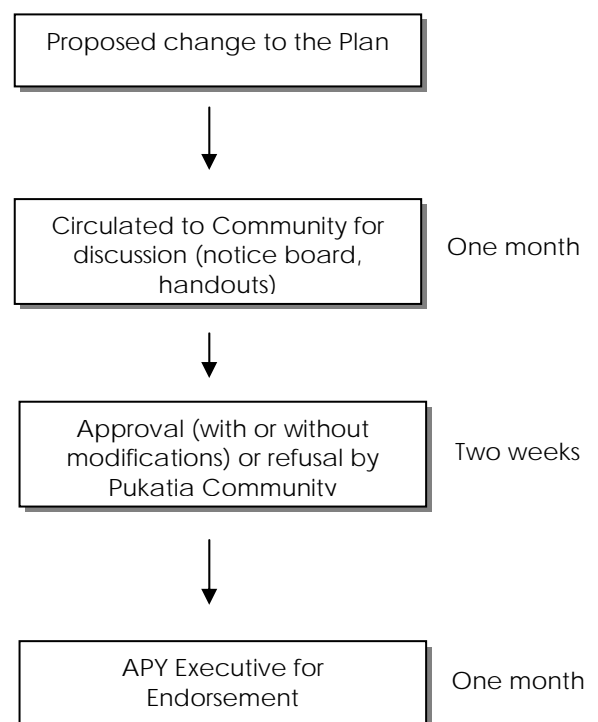 Proposed change to the Plan
Circulated to Community for
discussion (notice board,
handouts)
One month
Approval (with or without
modifications) or refusal by
Pukatja Community
Two weeks
APY Executive for
Endorsement
One month